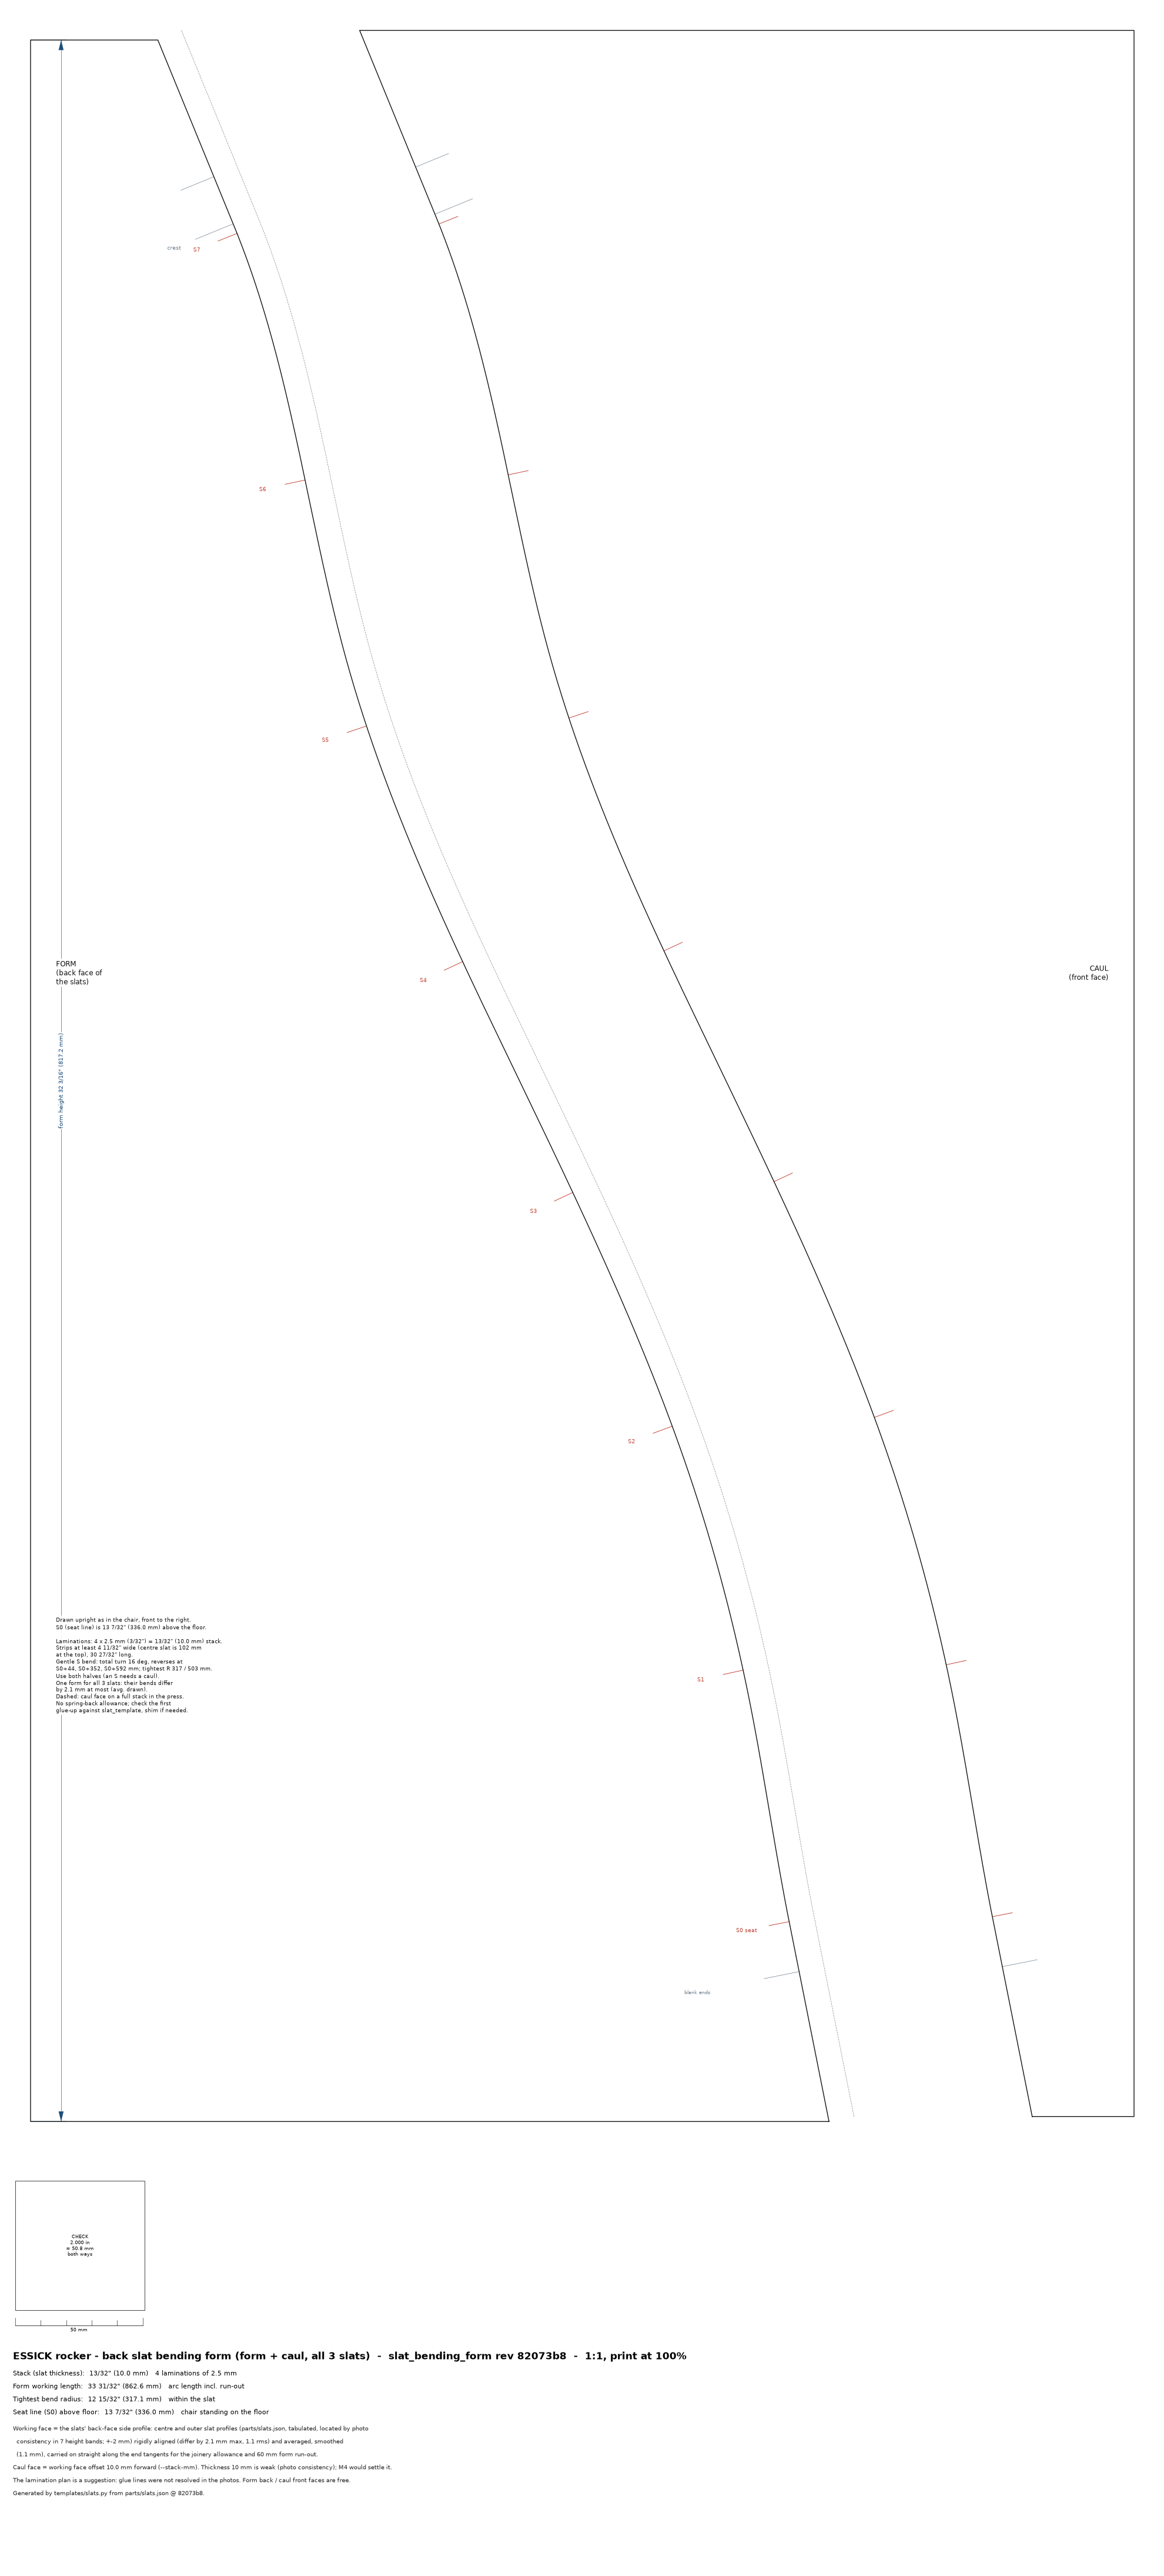 crest S7
S6
S5
S4
FORM
(back face of
the slats)
CAUL
(front face)
form height 32 3/16" (817.2 mm)
S3
S2
Drawn upright as in the chair, front to the right.
S0 (seat line) is 13 7/32" (336.0 mm) above the floor.
Laminations: 4 x 2.5 mm (3/32") = 13/32" (10.0 mm) stack.
Strips at least 4 11/32" wide (centre slat is 102 mm
at the top), 30 27/32" long.
Gentle S bend: total turn 16 deg, reverses at
S0+44, S0+352, S0+592 mm; tightest R 317 / 503 mm.
Use both halves (an S needs a caul).
One form for all 3 slats: their bends differ
by 2.1 mm at most (avg. drawn).
Dashed: caul face on a full stack in the press.
No spring-back allowance; check the first
glue-up against slat_template, shim if needed.
S1
S0 seat
blank ends
CHECK
2.000 in
= 50.8 mm
both ways
50 mm
ESSICK rocker - back slat bending form (form + caul, all 3 slats) - slat_bending_form rev 82073b8 - 1:1, print at 100%
Stack (slat thickness): 13/32" (10.0 mm) 4 laminations of 2.5 mm
Form working length: 33 31/32" (862.6 mm) arc length incl. run-out
Tightest bend radius: 12 15/32" (317.1 mm) within the slat
Seat line (S0) above floor: 13 7/32" (336.0 mm) chair standing on the floor
Working face = the slats' back-face side profile: centre and outer slat profiles (parts/slats.json, tabulated, located by photo
consistency in 7 height bands; +-2 mm) rigidly aligned (differ by 2.1 mm max, 1.1 rms) and averaged, smoothed
(1.1 mm), carried on straight along the end tangents for the joinery allowance and 60 mm form run-out.
Caul face = working face offset 10.0 mm forward (--stack-mm). Thickness 10 mm is weak (photo consistency); M4 would settle it.
The lamination plan is a suggestion: glue lines were not resolved in the photos. Form back / caul front faces are free.
Generated by templates/slats.py from parts/slats.json @ 82073b8.